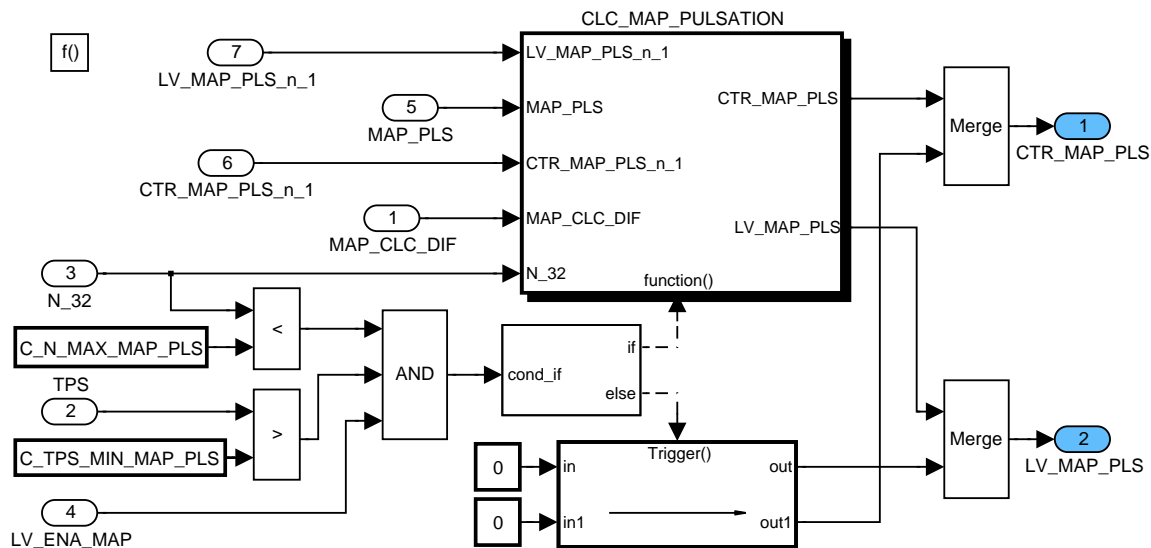 CLC_MAP_PULSATION
f()
7
LV_MAP_PLS_n_1
LV_MAP_PLS_n_1
5
MAP_PLS
MAP_PLS
CTR_MAP_PLS
Merge
1
CTR_MAP_PLS
6
CTR_MAP_PLS_n_1
CTR_MAP_PLS_n_1
1
MAP_CLC_DIF
MAP_CLC_DIF
LV_MAP_PLS
3
N_32
N_32
function()
C_N_MAX_MAP_PLS
<
AND
cond_if
if
else
TPS
2
C_TPS_MIN_MAP_PLS
>
4
LV_ENA_MAP
Trigger()
0
in
out
0
in1
out1
Merge
2
LV_MAP_PLS